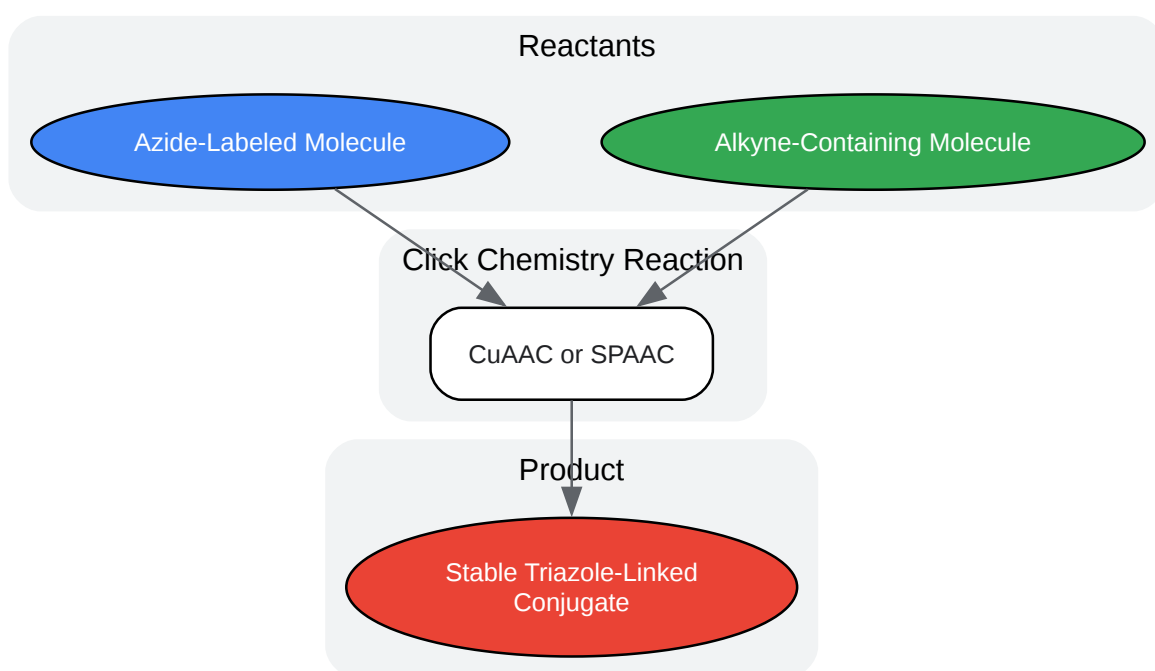 Reactants
Azide-Labeled Molecule
Alkyne-Containing Molecule
Click Chemistry Reaction
CuAAC or SPAAC
Product
Stable Triazole-Linked
Conjugate